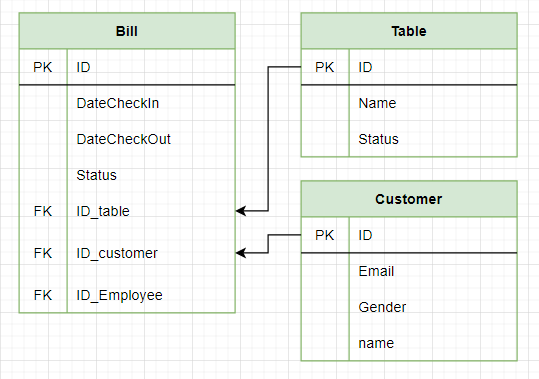 Bill
PK ID
DateCheckIn
DateCheckOut
Status
FK ID_table
FK ID_customer
FK ID_Employee
Table
PK ID
Name
Status
Customer
PK ID
Email
Gender
name